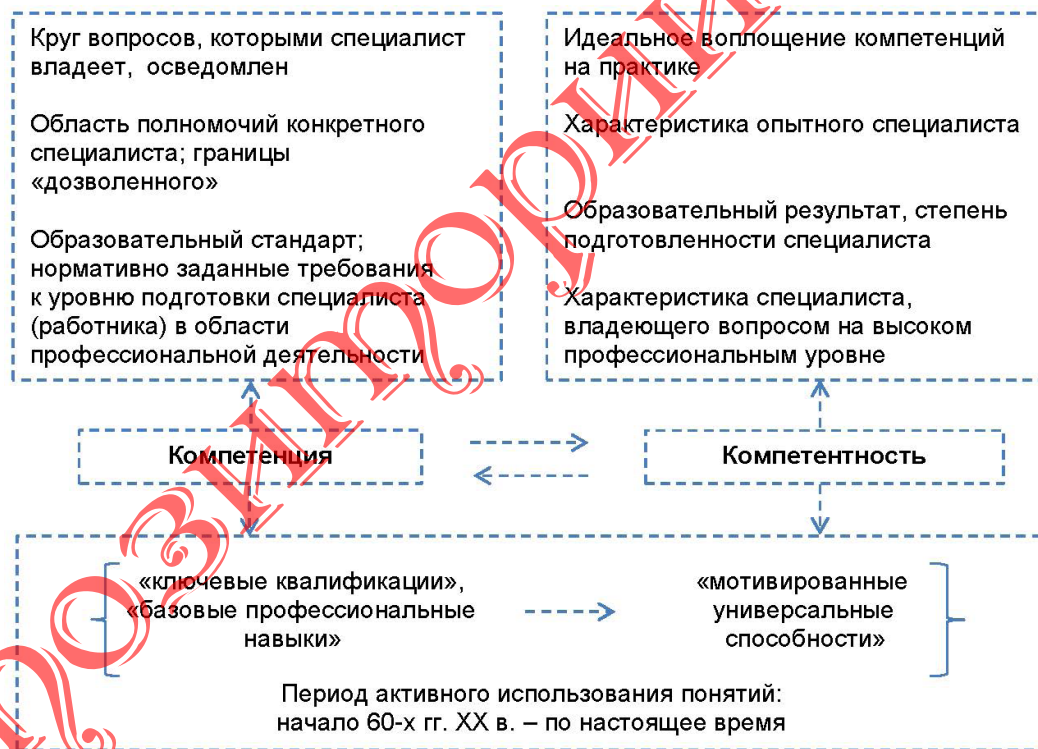 Круг вопросов, которыми специалист
владеет, осведомлен
Область полномочий конкретного
специалиста; границы
«дозволенного»
Образовательный стандарт;
нормативно заданные требования
к уровню подготовки специалиста
(работника) в области
профессиональной деятельности
Идеальное воплощение компетенций
на практике
Характеристика опытного специалиста
Образовательный результат, степень
подготовленности специалиста
Характеристика специалиста,
владеющего вопросом на высоком
профессиональным уровне
Компетенция
Компетентность
«ключевые квалификации»,
«базовые профессиональные
навыки»
«мотивированные
универсальные
способности»
Период активного использования понятий:
начало 60-х гг. XX в. – по настоящее время